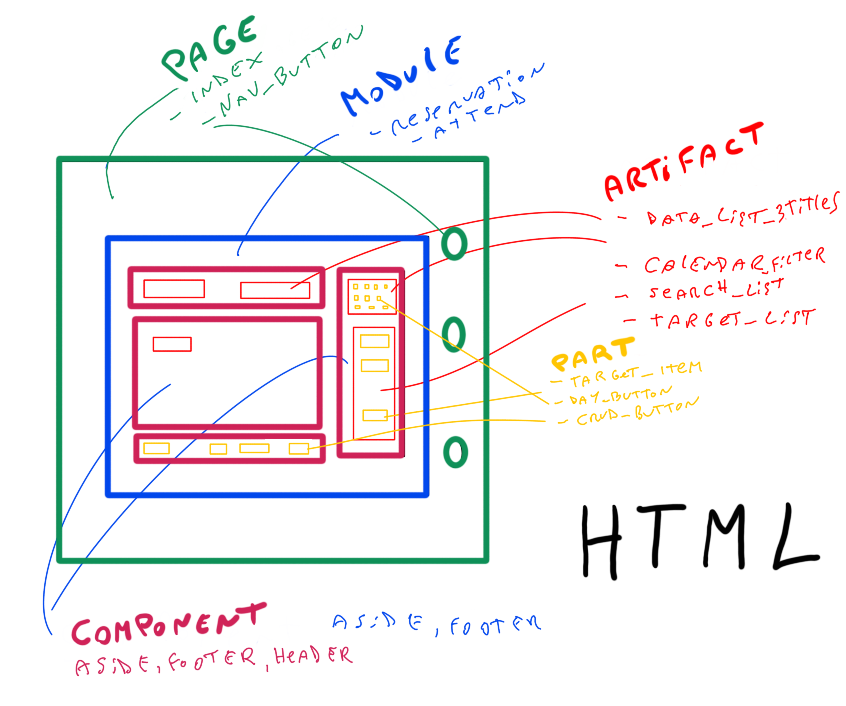 PAGE
- INDEX
- NAV_BUTTON
MODULE
- RESERVATION
- ATTEND
ARTIFACT
- DATA_LIST_3TITLES
- CALENDAR_FILTER
- SEARCH_LIST
- TARGET_LIST
PART
- TARGET_ITEM
- DAY_BUTTON
- CRUD_BUTTON
HTML
COMPONENT
ASIDE, FOOTER, HEADER
ASIDE, FOOTER